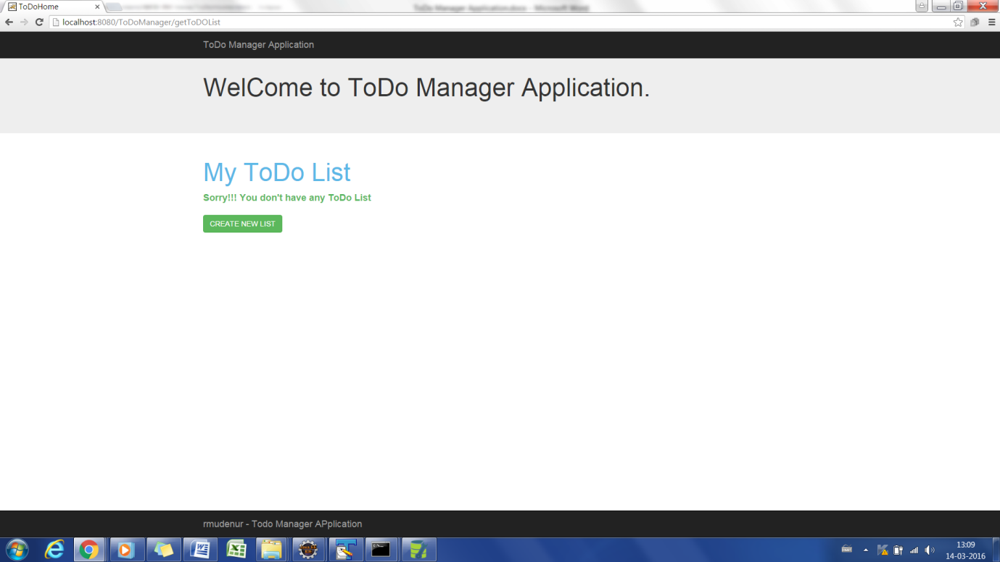 ToDoHome
ToDo Manager Application.docx - Microsoft Word
localhost:8080/ToDoManager/getToDOList
ToDo Manager Application
WelCome to ToDo Manager Application.
My ToDo List
Sorry!!! You don't have any ToDo List
CREATE NEW LIST
rmudenur - Todo Manager APplication
13:09
14-03-2016